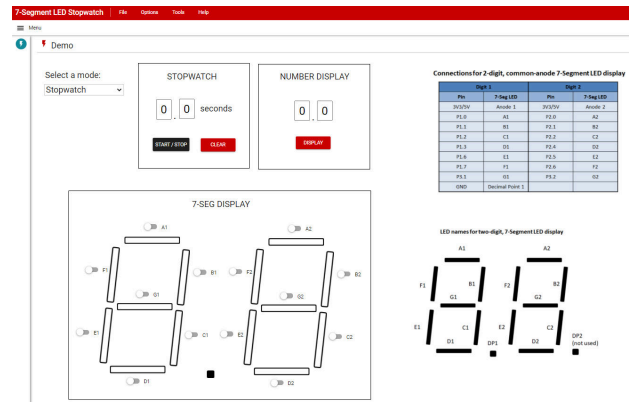 7-Segment LED Stopwatch File Options Tools Help
Menu
Demo
Select a mode:
Stopwatch
STOPWATCH
0 . 0 seconds
START / STOP CLEAR
NUMBER DISPLAY
0 . 0
DISPLAY
Connections for 2-digit, common-anode 7-Segment LED display
Digit 1 Digit 2
Pin 7-Seg LED Pin 7-Seg LED
3V3/5V Anode 1 3V3/5V Anode 2
P1.0 A1 P2.0 A2
P1.1 B1 P2.1 B2
P1.2 C1 P2.2 C2
P1.3 D1 P2.4 D2
P1.6 E1 P2.5 E2
P1.7 F1 P2.6 F2
P3.1 G1 P3.2 G2
GND Decimal Point 1
7-SEG DISPLAY
A1 A2
F1 B1 F2 B2
G1 G2
E1 C1 E2 C2
D1 D2
LED names for two-digit, 7-Segment LED display
A1 A2
F1 B1 F2 B2
G1 G2
E1 C1 E2 C2
D1 DP1 D2 DP2
(not used)